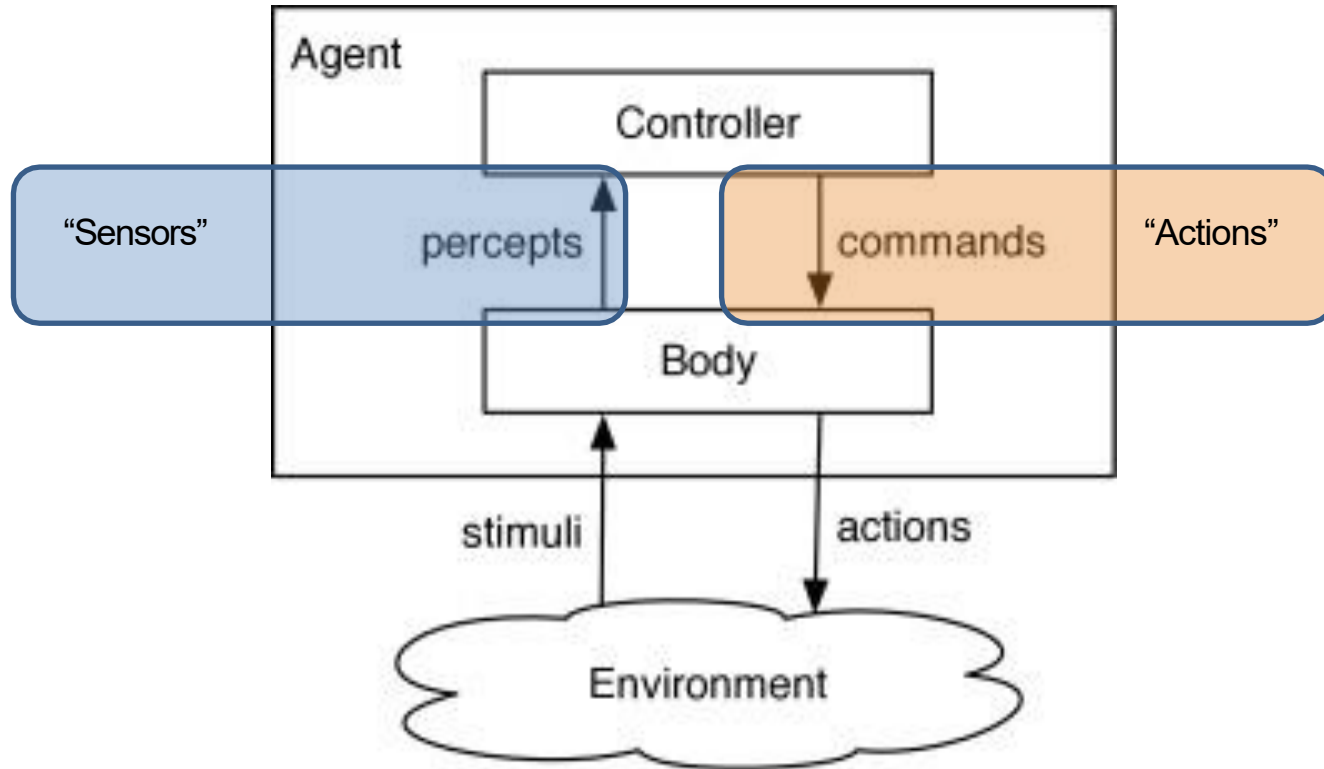 Agent
Controller
“Sensors”
percepts
commands
“Actions”
Body
stimuli
actions
Environment